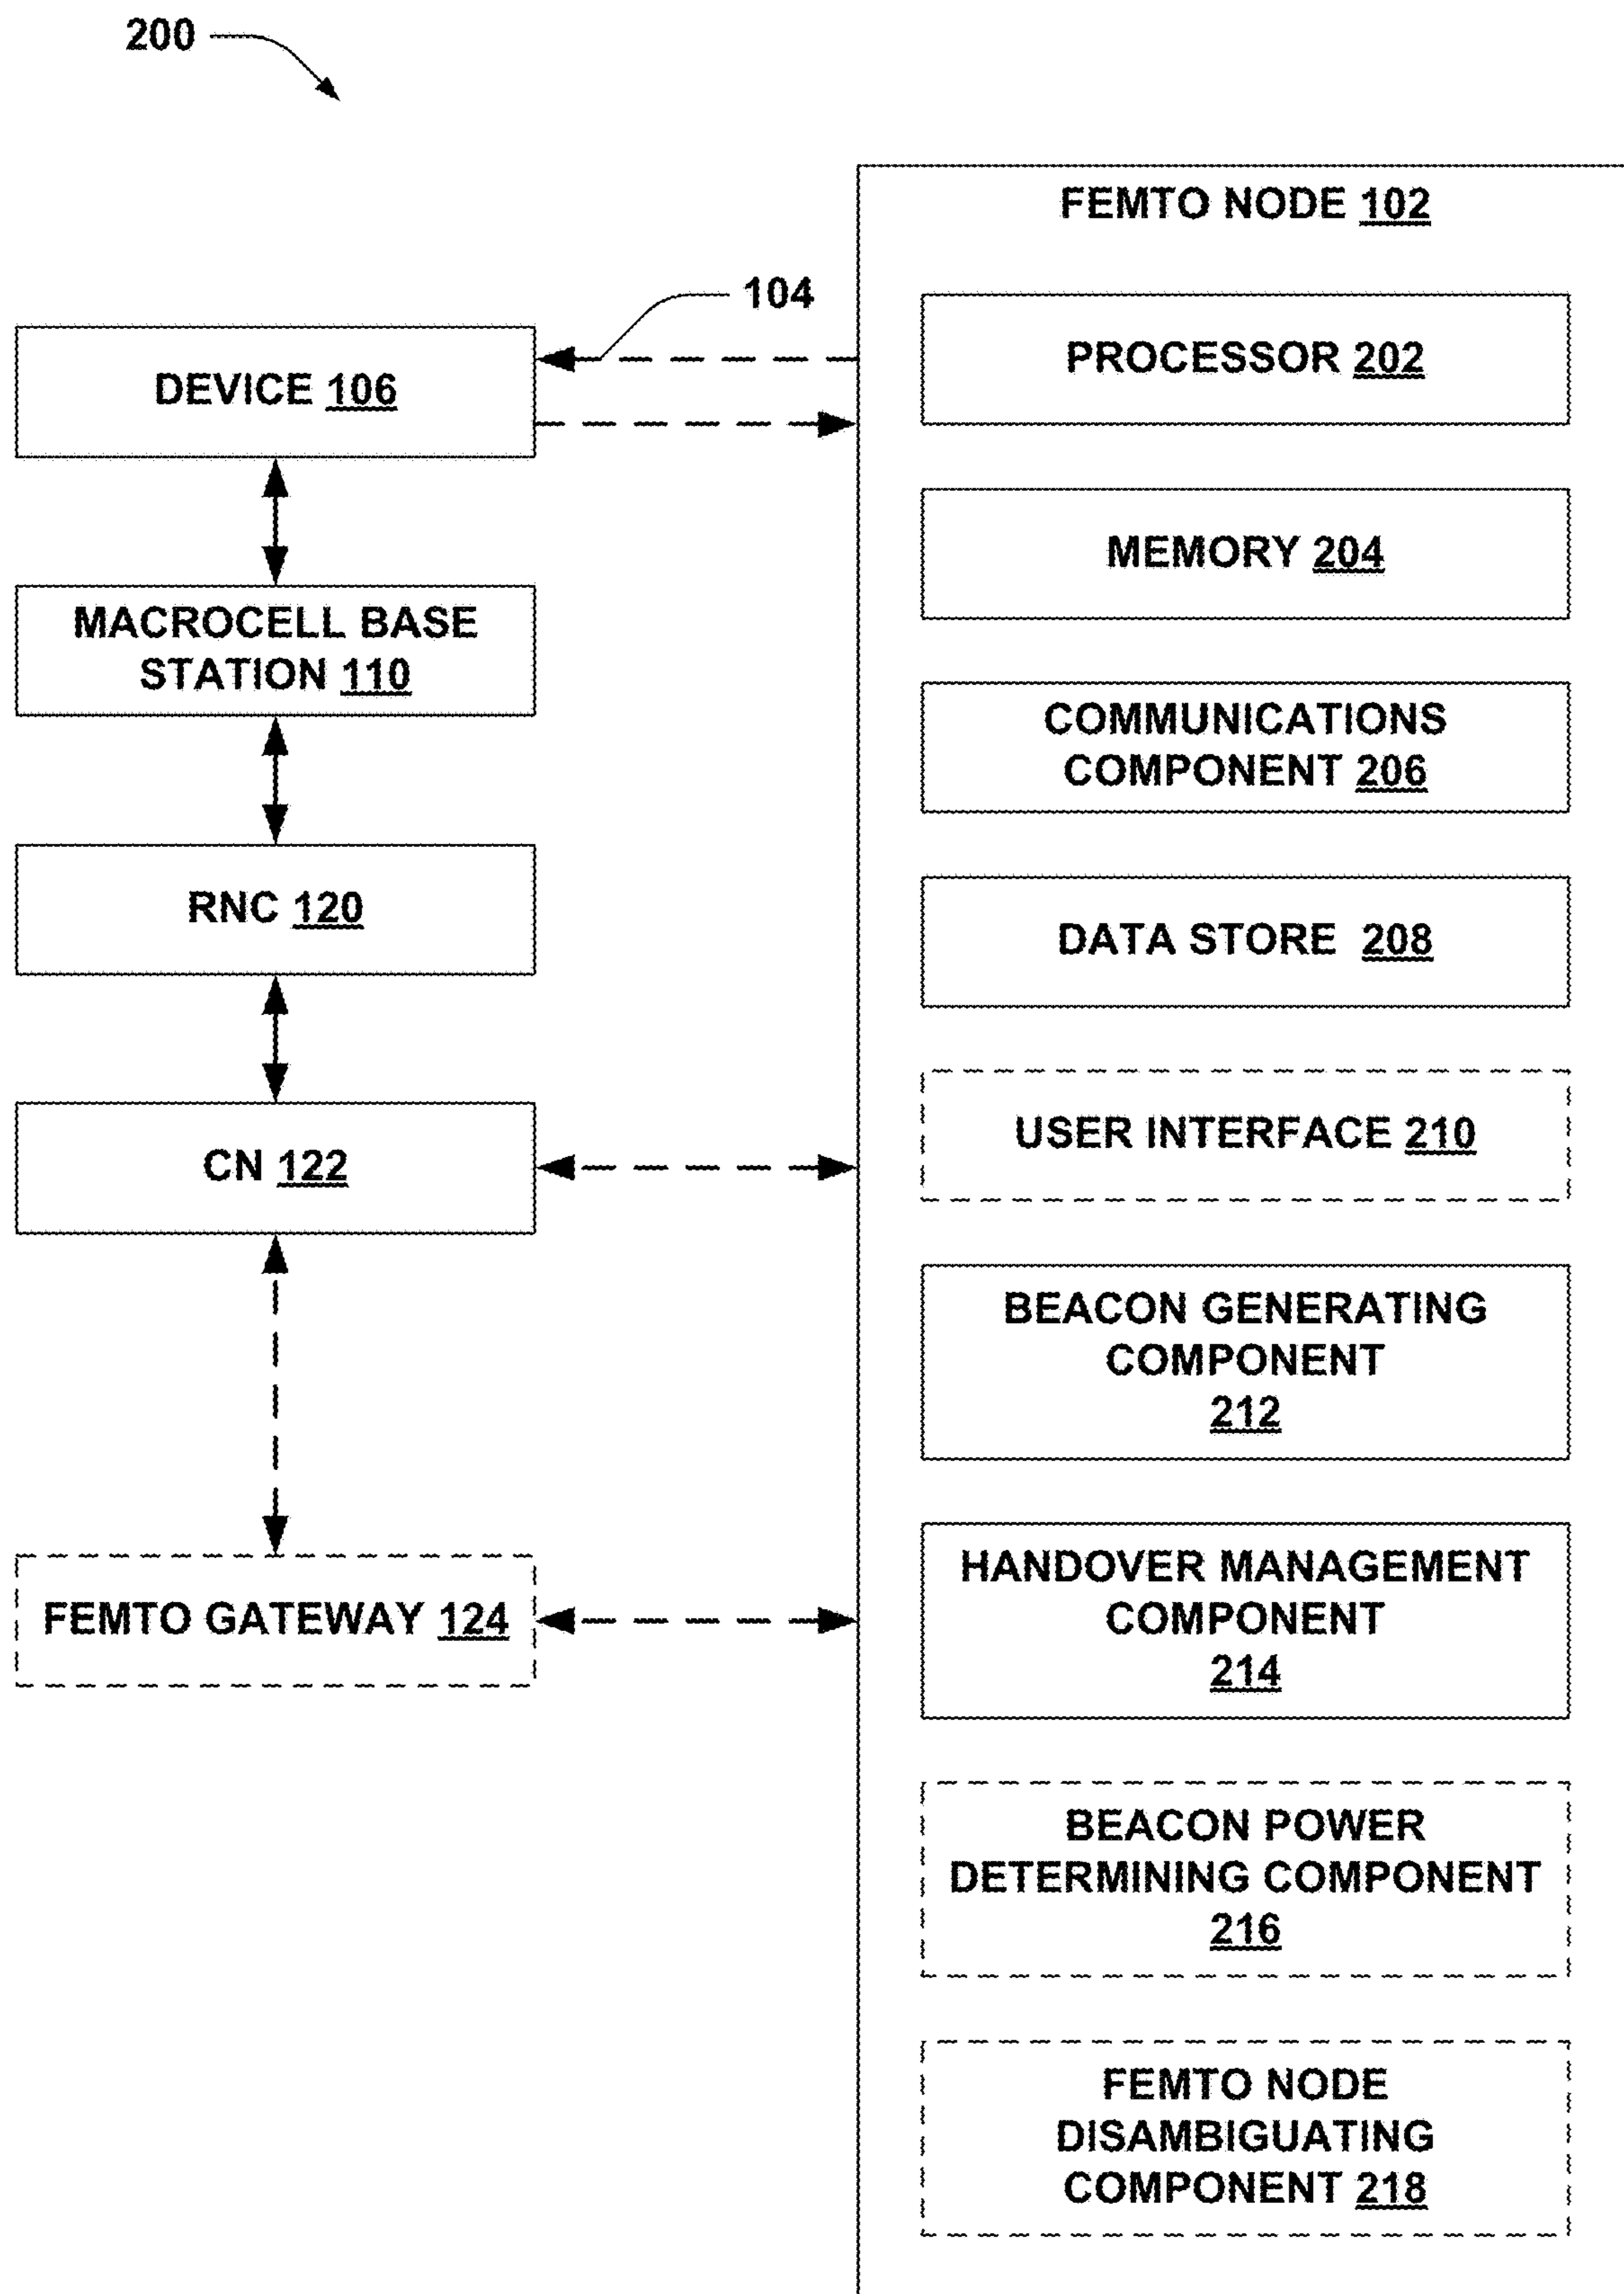 200
FEMTO NODE 102
104
DEVICE 106
MACROCELL BASE
STATION 110
RNC 120
CN 122
FEMTO GATEWAY 124
PROCESSOR 202
MEMORY 204
COMMUNICATIONS
COMPONENT 206
DATA STORE 208
USER INTERFACE 210
BEACON GENERATING
COMPONENT
212
HANDOVER MANAGEMENT
COMPONENT
214
BEACON POWER
DETERMINING COMPONENT
216
FEMTO NODE
DISAMBIGUATING
COMPONENT 218